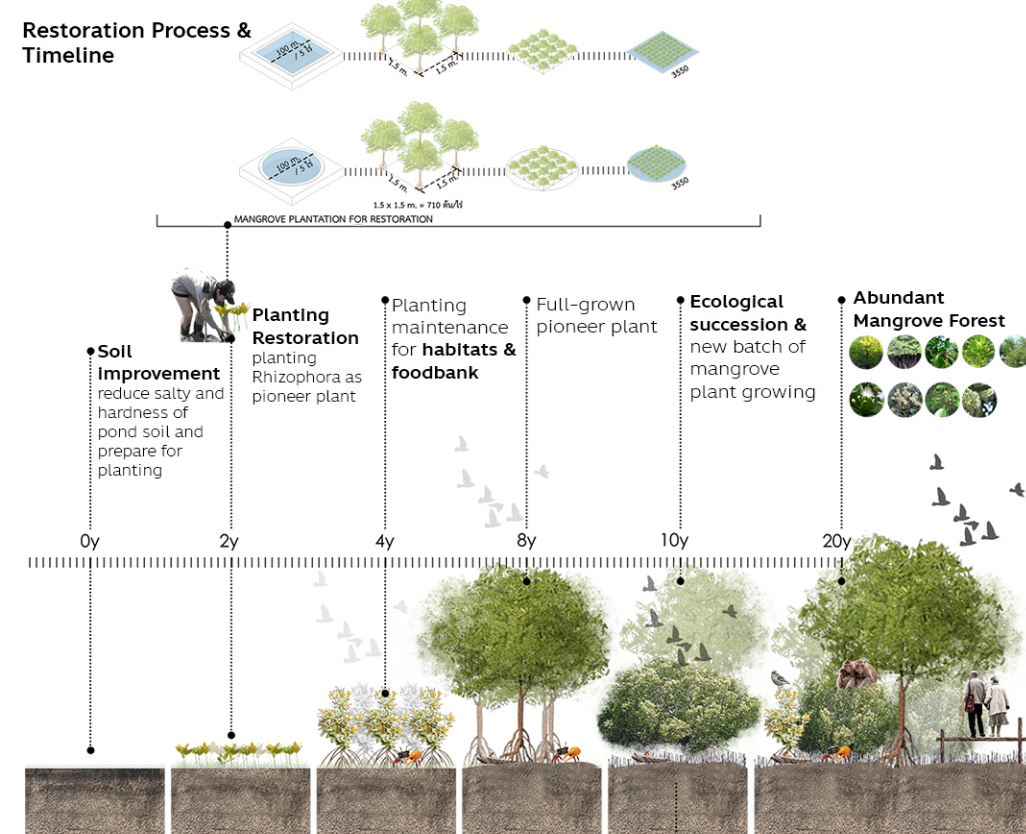 Restoration Process &
Timeline
100 m.
/ 5 ไร่
1.5 m.
1.5 m.
3550
100 m.
/ 5 ไร่
1.5 m.
1.5 m.
3550
1.5 x 1.5 m. = 710 ต้น/ไร่
MANGROVE PLANTATION FOR RESTORATION
Soil
improvement
reduce salty and
hardness of
pond soil and
prepare for
planting
Planting
Restoration
planting
Rhizophora as
pioneer plant
Planting
maintenance
for habitats &
foodbank
Full-grown
pioneer plant
Ecological
succession &
new batch of
mangrove
plant growing
Abundant
Mangrove Forest
0y
2y
4y
8y
10y
20y